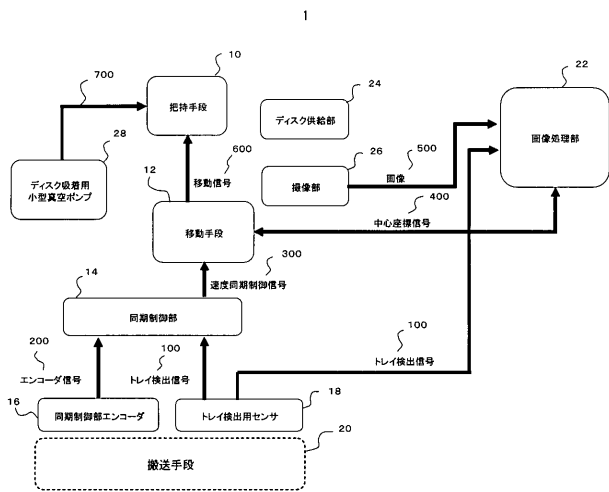 1
10
700
把持手段
24
ディスク供給部
22
画像処理部
28
ディスク吸着用
小型真空ポンプ
600
移動信号
26
撮像部
500
画像
12
移動手段
400
中心座標信号
300
速度同期制御信号
14
同期制御部
200
エンコーダ信号
100
トレイ検出信号
100
トレイ検出信号
16
同期制御部エンコーダ
18
トレイ検出用センサ
20
搬送手段